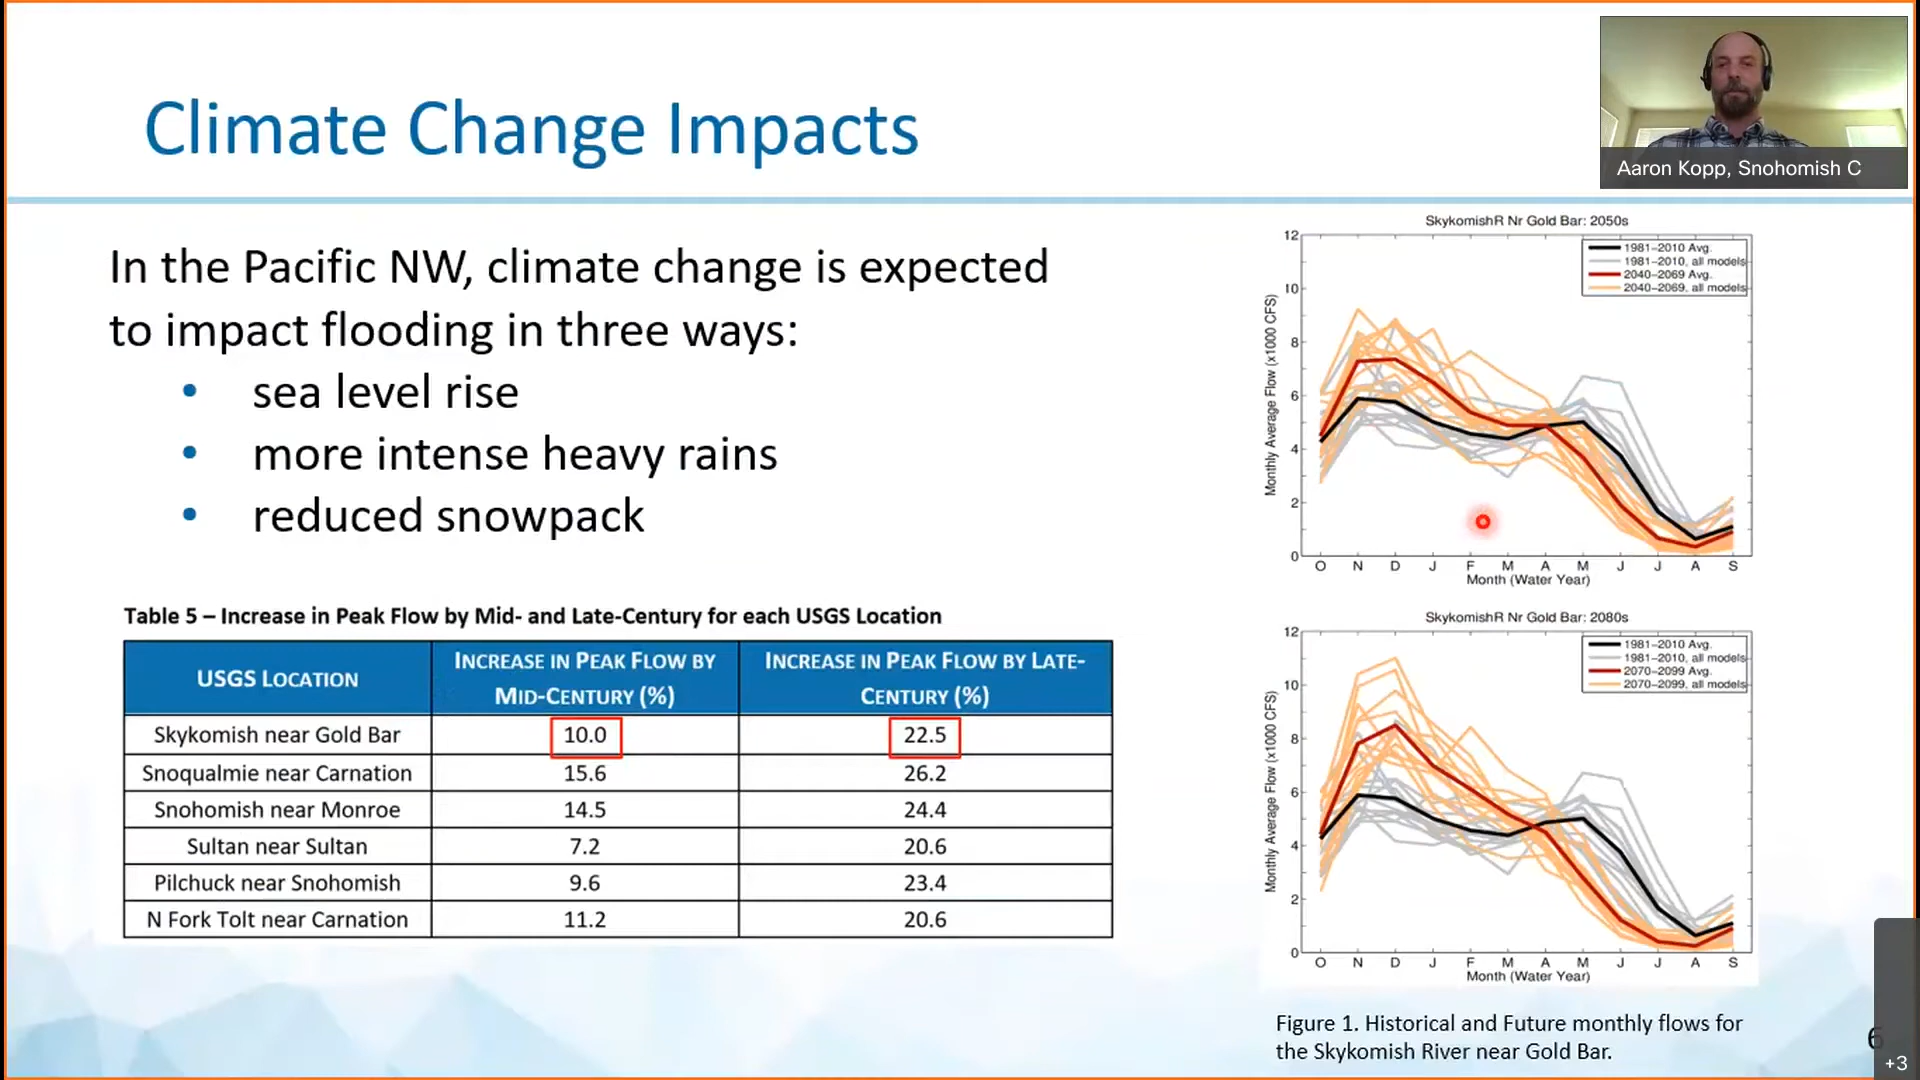 Climate Change Impacts
Aaron Kopp, Snohomish C
In the Pacific NW, climate change is expected
to impact flooding in three ways:
• sea level rise
• more intense heavy rains
• reduced snowpack
Table 5 – Increase in Peak Flow by Mid- and Late-Century for each USGS Location
USGS LOCATION
INCREASE IN PEAK FLOW BY
MID-CENTURY (%)
INCREASE IN PEAK FLOW BY LATE-
CENTURY (%)
Skykomish near Gold Bar 10.0 22.5
Snoqualmie near Carnation 15.6 26.2
Snohomish near Monroe 14.5 24.4
Sultan near Sultan 7.2 20.6
Pilchuck near Snohomish 9.6 23.4
N Fork Tolt near Carnation 11.2 20.6
SkykomishR Nr Gold Bar: 2050s
1981–2010 Avg.
1981–2010, all models
2040–2069 Avg.
2040–2069, all models
Monthly Average Flow (x1000 CFS)
12
10
8
6
4
2
0
O N D J F M A M J J A S
Month (Water Year)
SkykomishR Nr Gold Bar: 2080s
1981–2010 Avg.
1981–2010, all models
2070–2099 Avg.
2070–2099, all models
Monthly Average Flow (x1000 CFS)
12
10
8
6
4
2
0
O N D J F M A M J J A S
Month (Water Year)
Figure 1. Historical and Future monthly flows for
the Skykomish River near Gold Bar.
6
+3